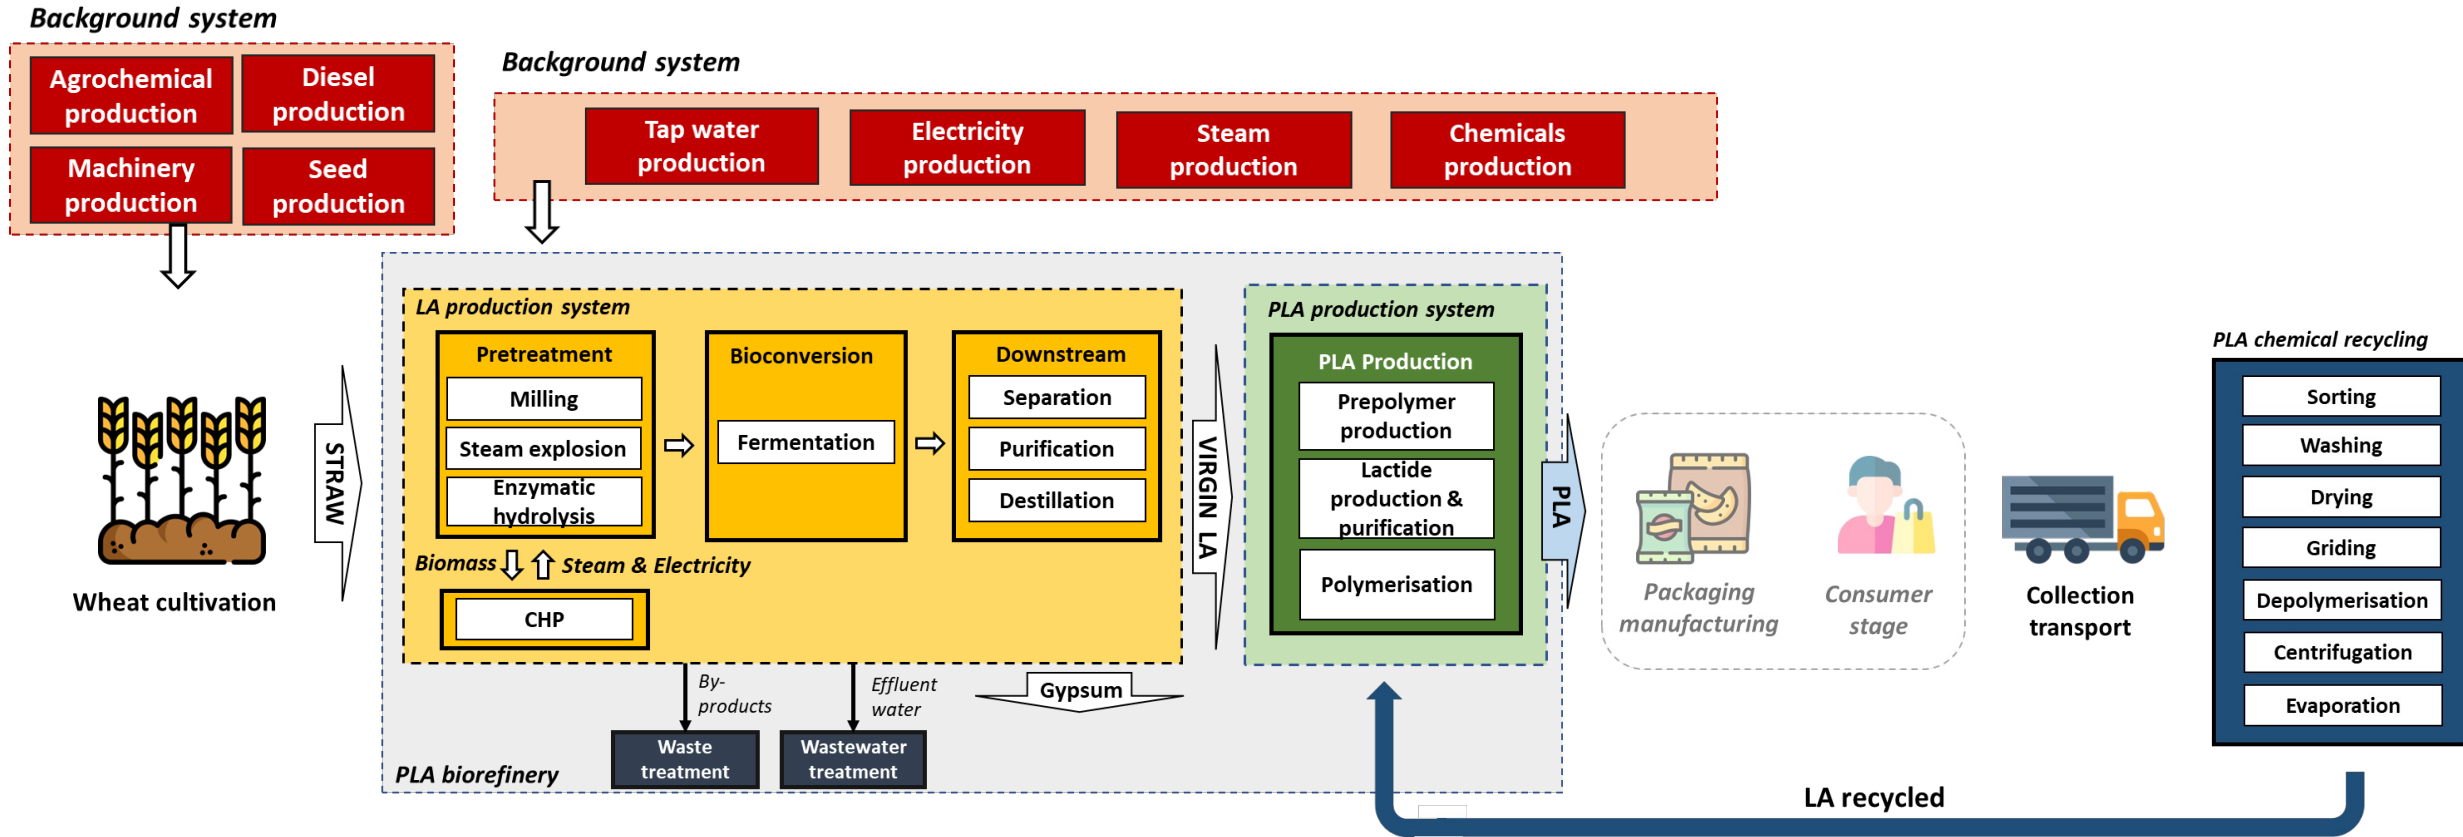 Background system
Agrochemical
production
Diesel
production
Machinery
production
Seed
production
Background system
Tap water
production
Electricity
production
Steam
production
Chemicals
production
Wheat cultivation
STRAW
LA production system
Pretreatment
Milling
Steam explosion
Enzymatic
hydrolysis
Bioconversion
Fermentation
Downstream
Separation
Purification
Destillation
Biomass
Steam & Electricity
CHP
By-
products
Effluent
water
Gypsum
Waste
treatment
Wastewater
treatment
PLA biorefinery
VIRGIN LA
PLA production system
PLA Production
Prepolymer
production
Lactide
production &
purification
Polymerisation
PLA
Packaging
manufacturing
Consumer
stage
Collection
transport
PLA chemical recycling
Sorting
Washing
Drying
Griding
Depolymerisation
Centrifugation
Evaporation
LA recycled